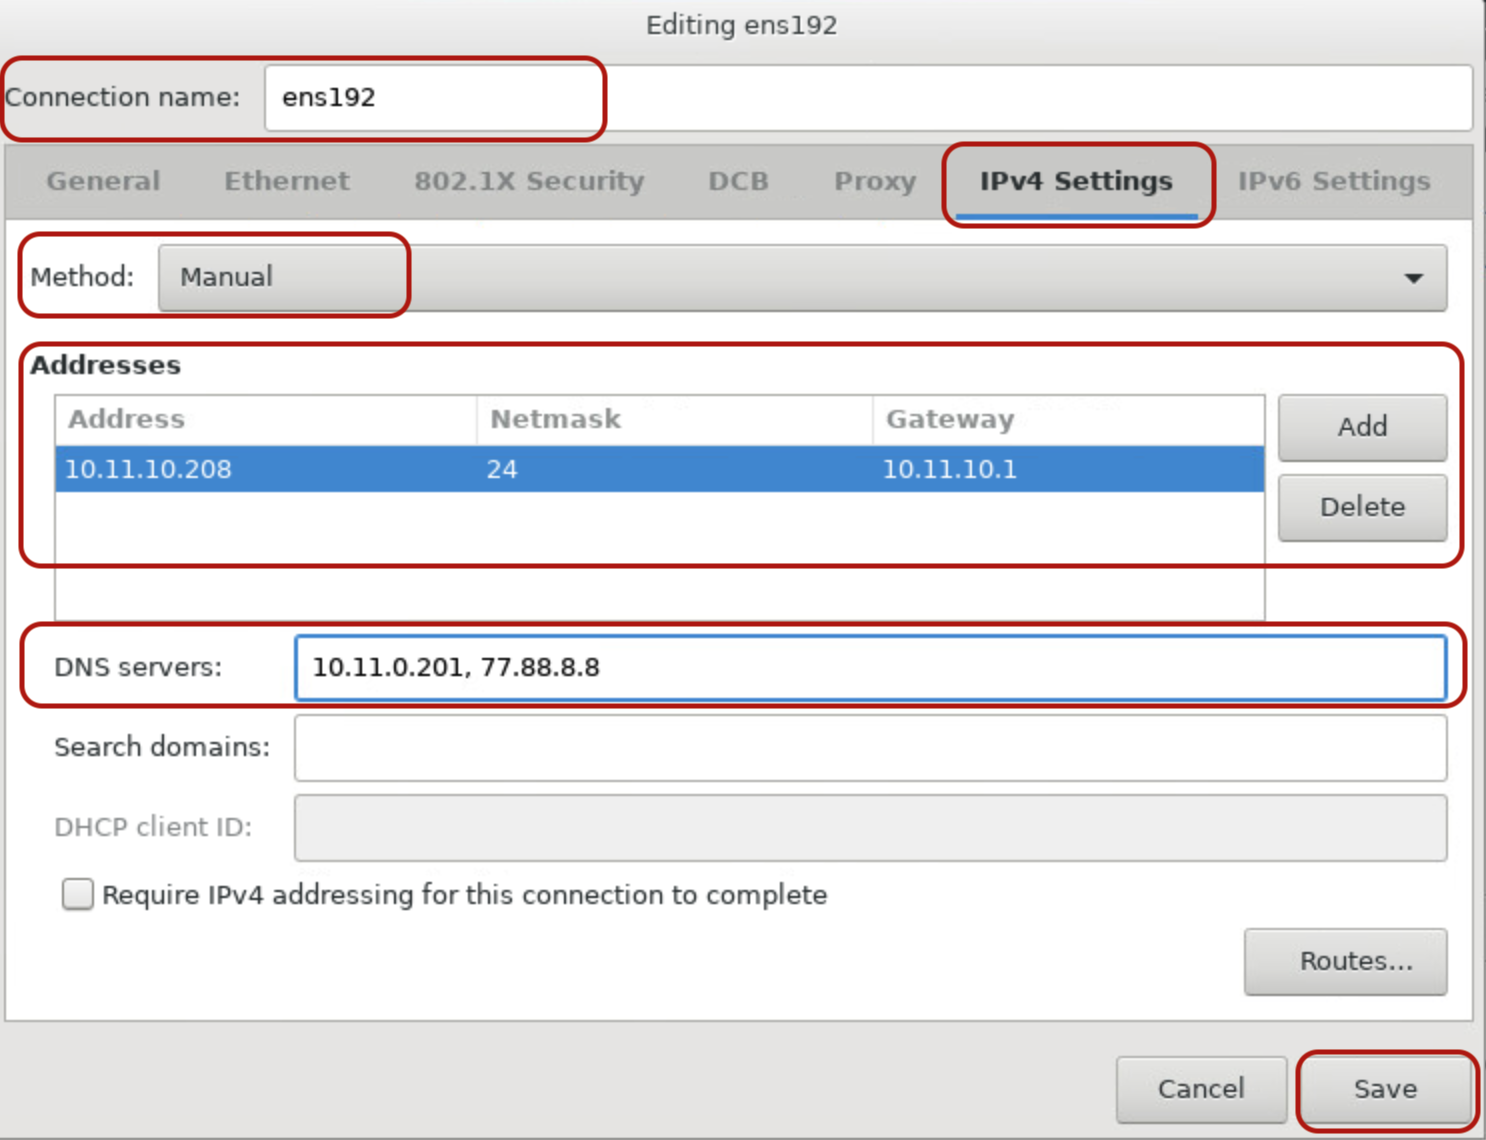 Editing ens192
Connection name: ens192
General Ethernet 802.1X Security DCB Proxy IPv4 Settings IPv6 Settings
Method: Manual
Addresses
Address Netmask Gateway
10.11.10.208 24 10.11.10.1
Add
Delete
DNS servers: 10.11.0.201, 77.88.8.8
Search domains:
DHCP client ID:
Require IPv4 addressing for this connection to complete
Routes...
Cancel Save